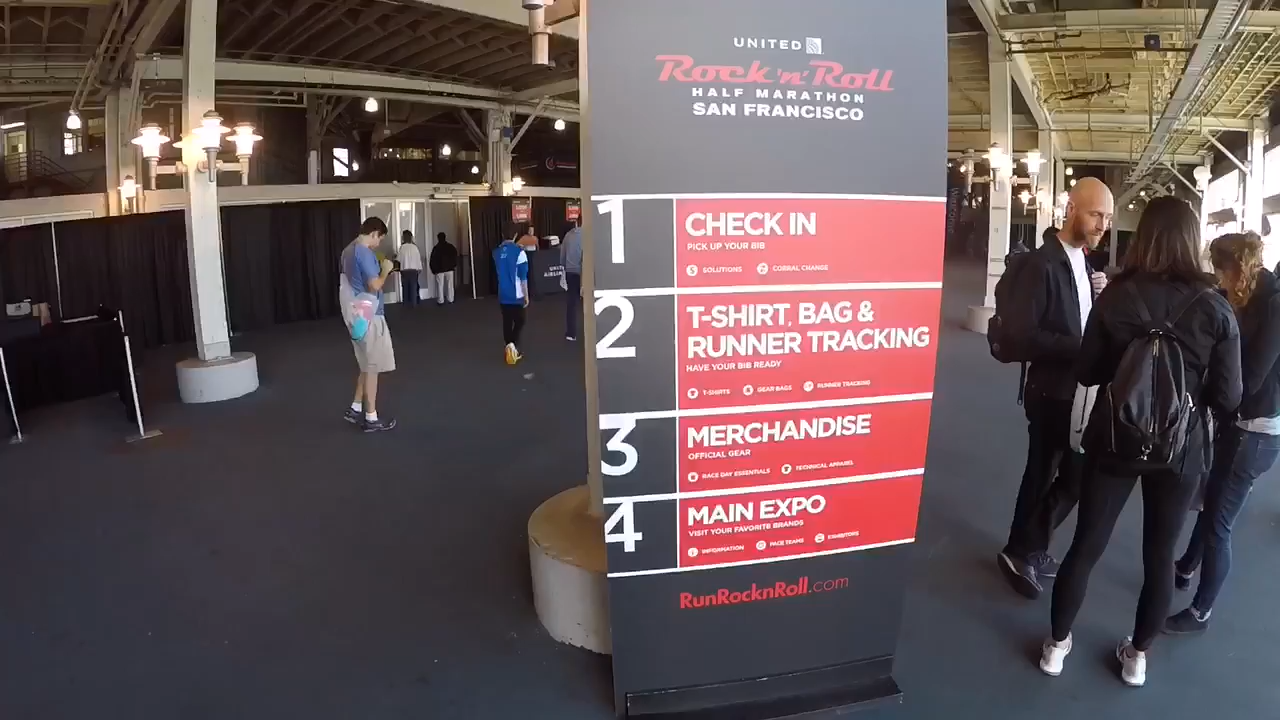 UNITED
Rock 'n' Roll
HALF MARATHON
SAN FRANCISCO
1
CHECK IN
PICK UP YOUR BIB
SOLUTIONS
CORRAL CHANGE
2
T-SHIRT, BAG &
RUNNER TRACKING
HAVE YOUR BIB READY
T-SHIRTS
GEAR BAGS
RUNNER TRACKING
3
MERCHANDISE
OFFICIAL GEAR
RACE DAY ESSENTIALS
TECHNICAL APPAREL
4
MAIN EXPO
VISIT YOUR FAVORITE BRANDS
INFORMATION
PACE TEAMS
EXHIBITORS
RunRocknRoll.com